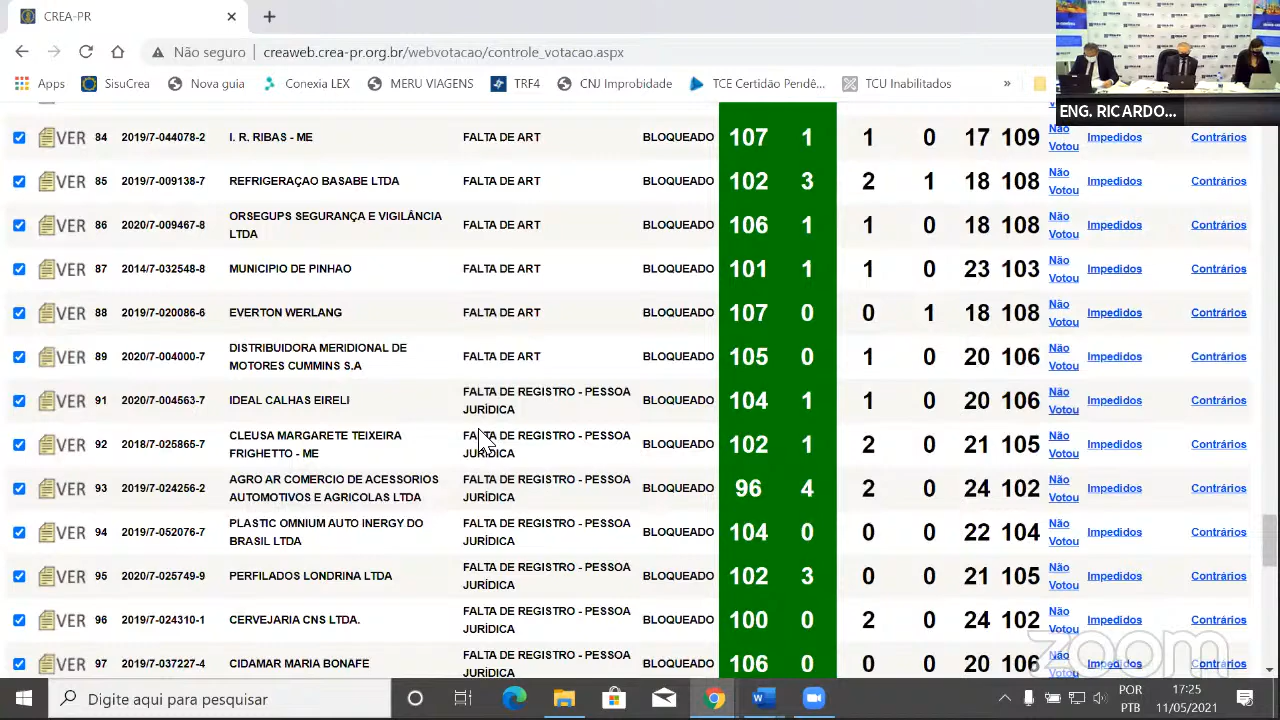 CREA-PR
Não seguro
Apps
SisuCrea
Nova guia
Conexia LEX
CNJ Improbidade
TCE Certidão Pendê...
TCU Inabilitados
»
ENG. RICARDO...
84 2019/7-044078-2 I. R. RIBAS - ME FALTA DE ART BLOQUEADO 107 1 1 0 17 109 Não Votou Impedidos Contrários
85 2019/7-009138-7 REFRIGERAÇAO BASABE LTDA FALTA DE ART BLOQUEADO 102 3 2 1 18 108 Não Votou Impedidos Contrários
VER 86 2020/7-009467-8 ORSEGUPS SEGURANÇA E VIGILÂNCIA LTDA FALTA DE ART BLOQUEADO 106 1 1 0 18 108 Não Votou Impedidos Contrários
VER 87 2014/7-032548-8 MUNICIPIO DE PINHAO FALTA DE ART BLOQUEADO 101 1 1 0 23 103 Não Votou Impedidos Contrários
VER 88 2019/7-020086-6 EVERTON WERLANG FALTA DE ART BLOQUEADO 107 0 0 1 18 108 Não Votou Impedidos Contrários
VER 89 2020/7-004000-7 DISTRIBUIDORA MERIDIONAL DE MOTORES CUMMINS S.A FALTA DE ART BLOQUEADO 105 0 1 0 20 106 Não Votou Impedidos Contrários
VER 91 2020/7-004563-7 IDEAL CALHAS EIRELI FALTA DE REGISTRO - PESSOA JURÍDICA BLOQUEADO 104 1 1 0 20 106 Não Votou Impedidos Contrários
VER 92 2018/7-025866-7 CLEUSA MARGARETE TEIXEIRA FRIGHETTO - ME FALTA DE REGISTRO - PESSOA JURÍDICA BLOQUEADO 102 1 2 0 21 105 Não Votou Impedidos Contrários
VER 93 2019/7-024256-2 AGRO AR COMERCIO DE ACESSORIOS AUTOMOTIVOS E AGRICOLAS LTDA FALTA DE REGISTRO - PESSOA JURÍDICA BLOQUEADO 96 4 2 0 24 102 Não Votou Impedidos Contrários
VER 94 2019/7-052076-7 PLASTIC OMNIUM AUTO INERGY DO BRASIL LTDA FALTA DE REGISTRO - PESSOA JURÍDICA BLOQUEADO 104 0 0 0 22 104 Não Votou Impedidos Contrários
VER 95 2020/7-025749-9 PERFILADOS LONDRINA LTDA FALTA DE REGISTRO - PESSOA JURÍDICA BLOQUEADO 102 3 0 0 21 105 Não Votou Impedidos Contrários
VER 96 2019/7-024310-1 CERVEJARIA CNS LTDA. FALTA DE REGISTRO - PESSOA JURÍDICA BLOQUEADO 100 0 2 0 24 102 Não Votou Impedidos Contrários
VER 97 2019/7-037227-4 CIDAMAR MARIA BONAFE FALTA DE REGISTRO - PESSOA JURÍDICA BLOQUEADO 106 0 0 0 20 106 Não Votou Impedidos Contrários
zoom
Digite aqui para pesquisar
POR 17:25
PTB 11/05/2021